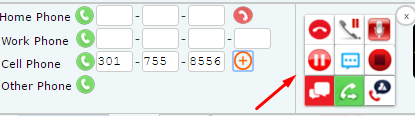 Home Phone - -
Work Phone - - -
Cell Phone 301 - 755 - 8556
Other Phone
x